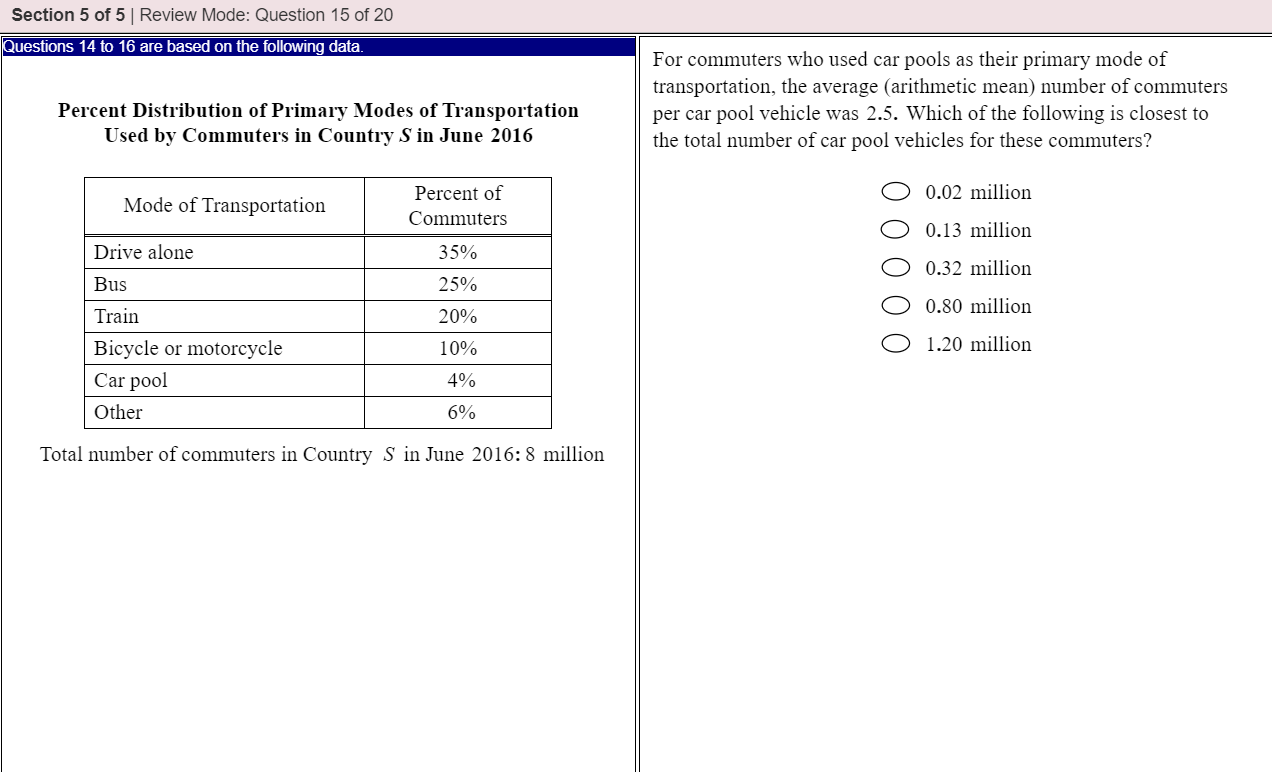 Section 5 of 5 | Review Mode: Question 15 of 20
Questions 14 to 16 are based on the following data.
Percent Distribution of Primary Modes of Transportation
Used by Commuters in Country S in June 2016
Mode of Transportation
Percent of
Commuters
Drive alone 35%
Bus 25%
Train 20%
Bicycle or motorcycle 10%
Car pool 4%
Other 6%
Total number of commuters in Country S in June 2016: 8 million
For commuters who used car pools as their primary mode of
transportation, the average (arithmetic mean) number of commuters
per car pool vehicle was 2.5. Which of the following is closest to
the total number of car pool vehicles for these commuters?
0.02 million
0.13 million
0.32 million
0.80 million
1.20 million